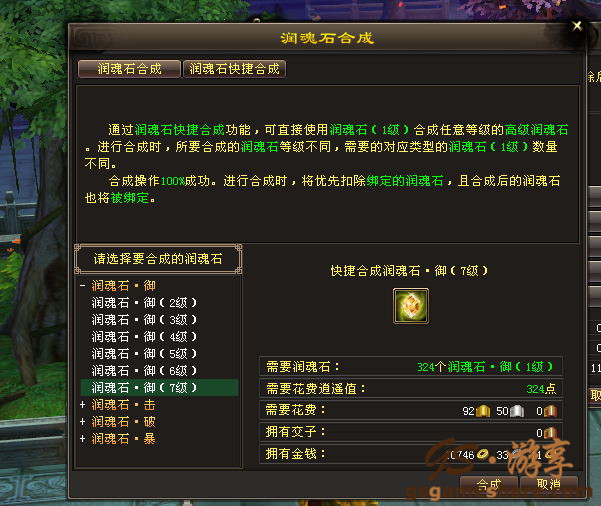 润魂石合成
润魂石合成 润魂石快捷合成
通过润魂石快捷合成功能，可直接使用润魂石（1级）合成任意等级的高级润魂石
。进行合成时，所要合成的润魂石等级不同，需要的对应类型的润魂石（1级）数量
不同。
合成操作100%成功。进行合成时，将优先扣除绑定的润魂石，且合成后的润魂石
也将被绑定。
请选择要合成的润魂石
- 润魂石·御
润魂石·御（2级）
润魂石·御（3级）
润魂石·御（4级）
润魂石·御（5级）
润魂石·御（6级）
润魂石·御（7级）
+ 润魂石·击
+ 润魂石·破
+ 润魂石·暴
快捷合成润魂石·御（7级）
需要润魂石： 324个润魂石·御（1级）
需要花费逍遥值： 324点
需要花费： 92 50 0
拥有交子： 0
拥有金钱： 0746 33
游享
合成 取消